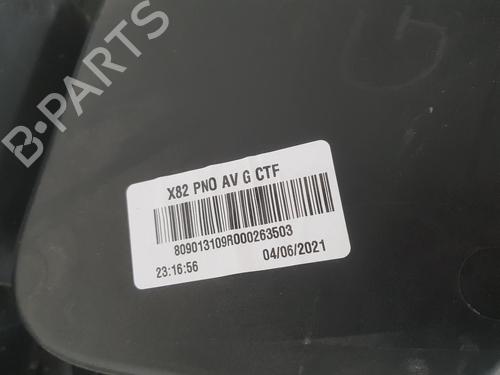 B-PARTS
G
X82 PNO AV G CTF
809013109R000263503
23:16:56 04/06/2021